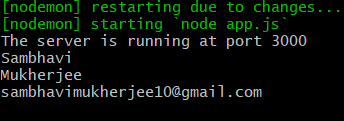 [nodemon] restarting due to changes...
[nodemon] starting `node app.js`
The server is running at port 3000
Sambhavi
Mukherjee
sambhavimukherjee10@gmail.com